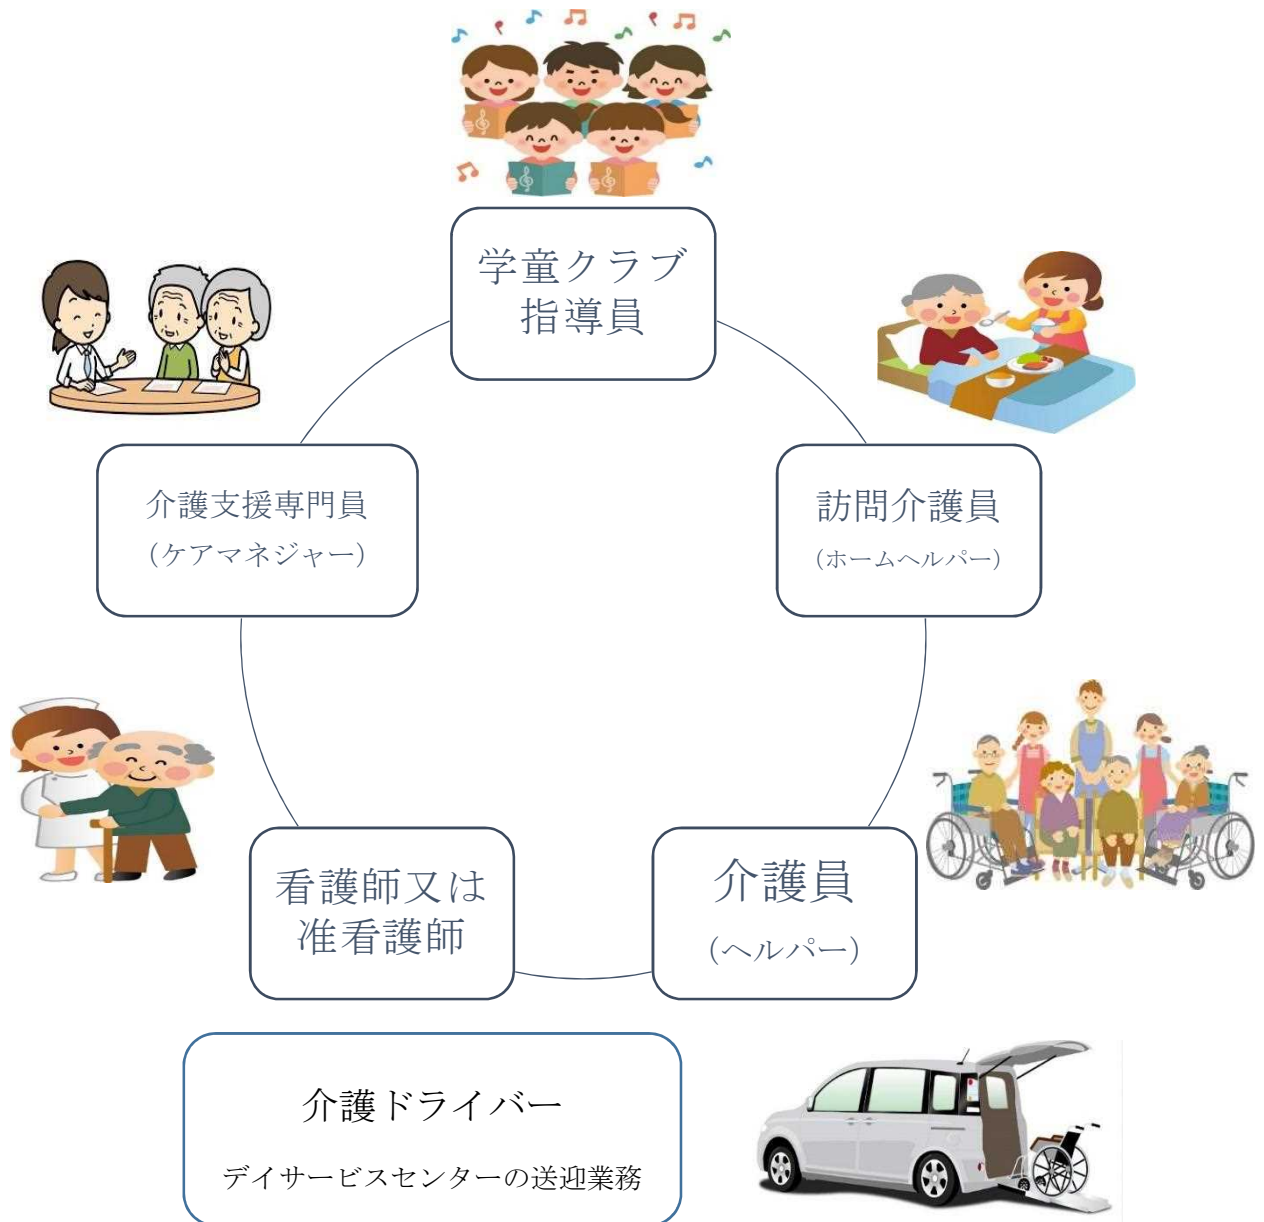 学童クラブ
指導員
介護支援専門員
（ケアマネジャー）
訪問介護員
（ホームヘルパー）
看護師又は
准看護師
介護員
（ヘルパー）
介護ドライバー
デイサービスセンターの送迎業務